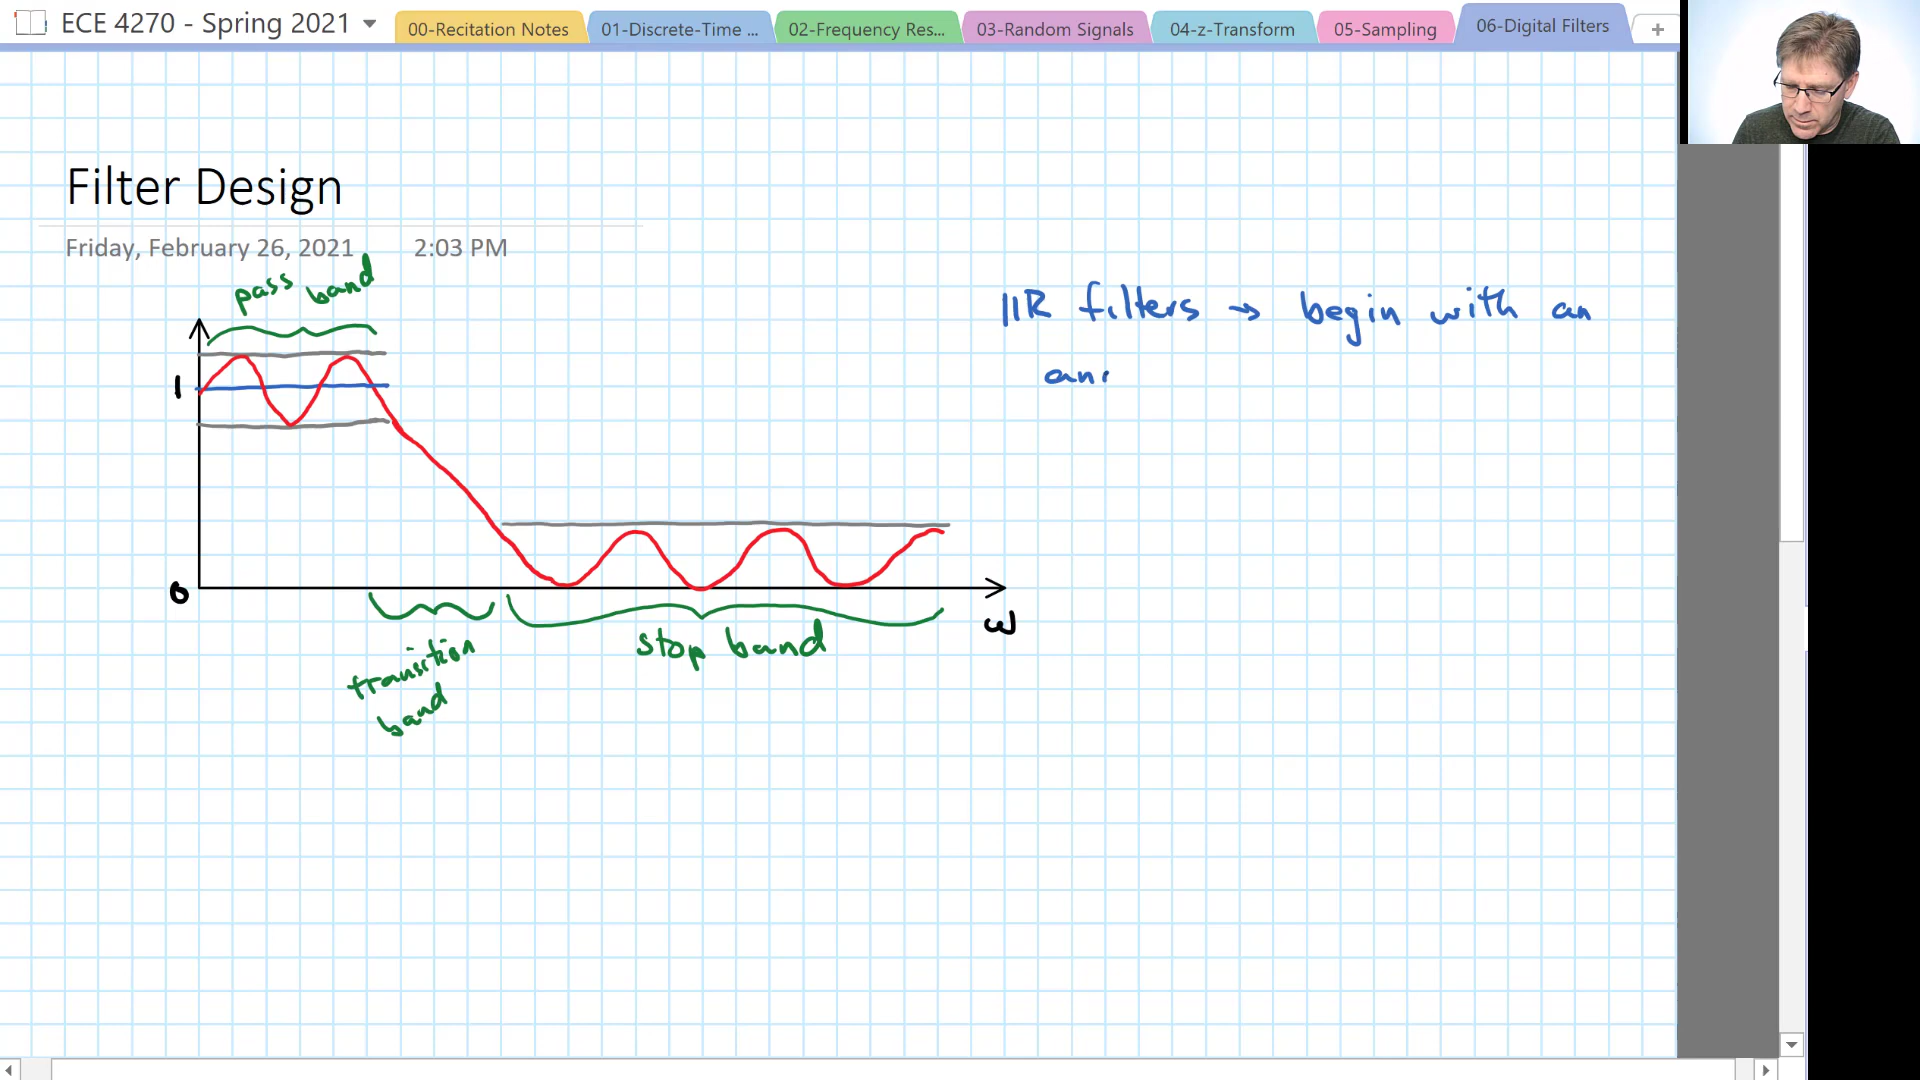 ECE 4270 - Spring 2021
00-Recitation Notes
01-Discrete-Time ...
02-Frequency Res...
03-Random Signals
04-z-Transform
05-Sampling
06-Digital Filters
Filter Design
Friday, February 26, 2021 2:03 PM
pass band
IIR filters → begin with an
1
0
ω
transition
band
stop band